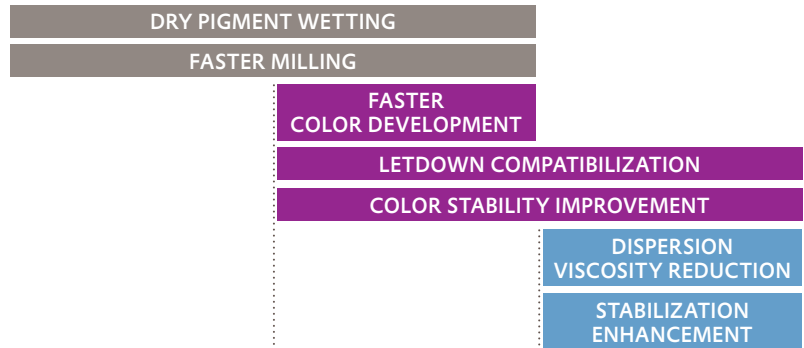 DRY PIGMENT WETTING
FASTER MILLING
FASTER
COLOR DEVELOPMENT
LETDOWN COMPATIBILIZATION
COLOR STABILITY IMPROVEMENT
DISPERSION
VISCOSITY REDUCTION
STABILIZATION
ENHANCEMENT